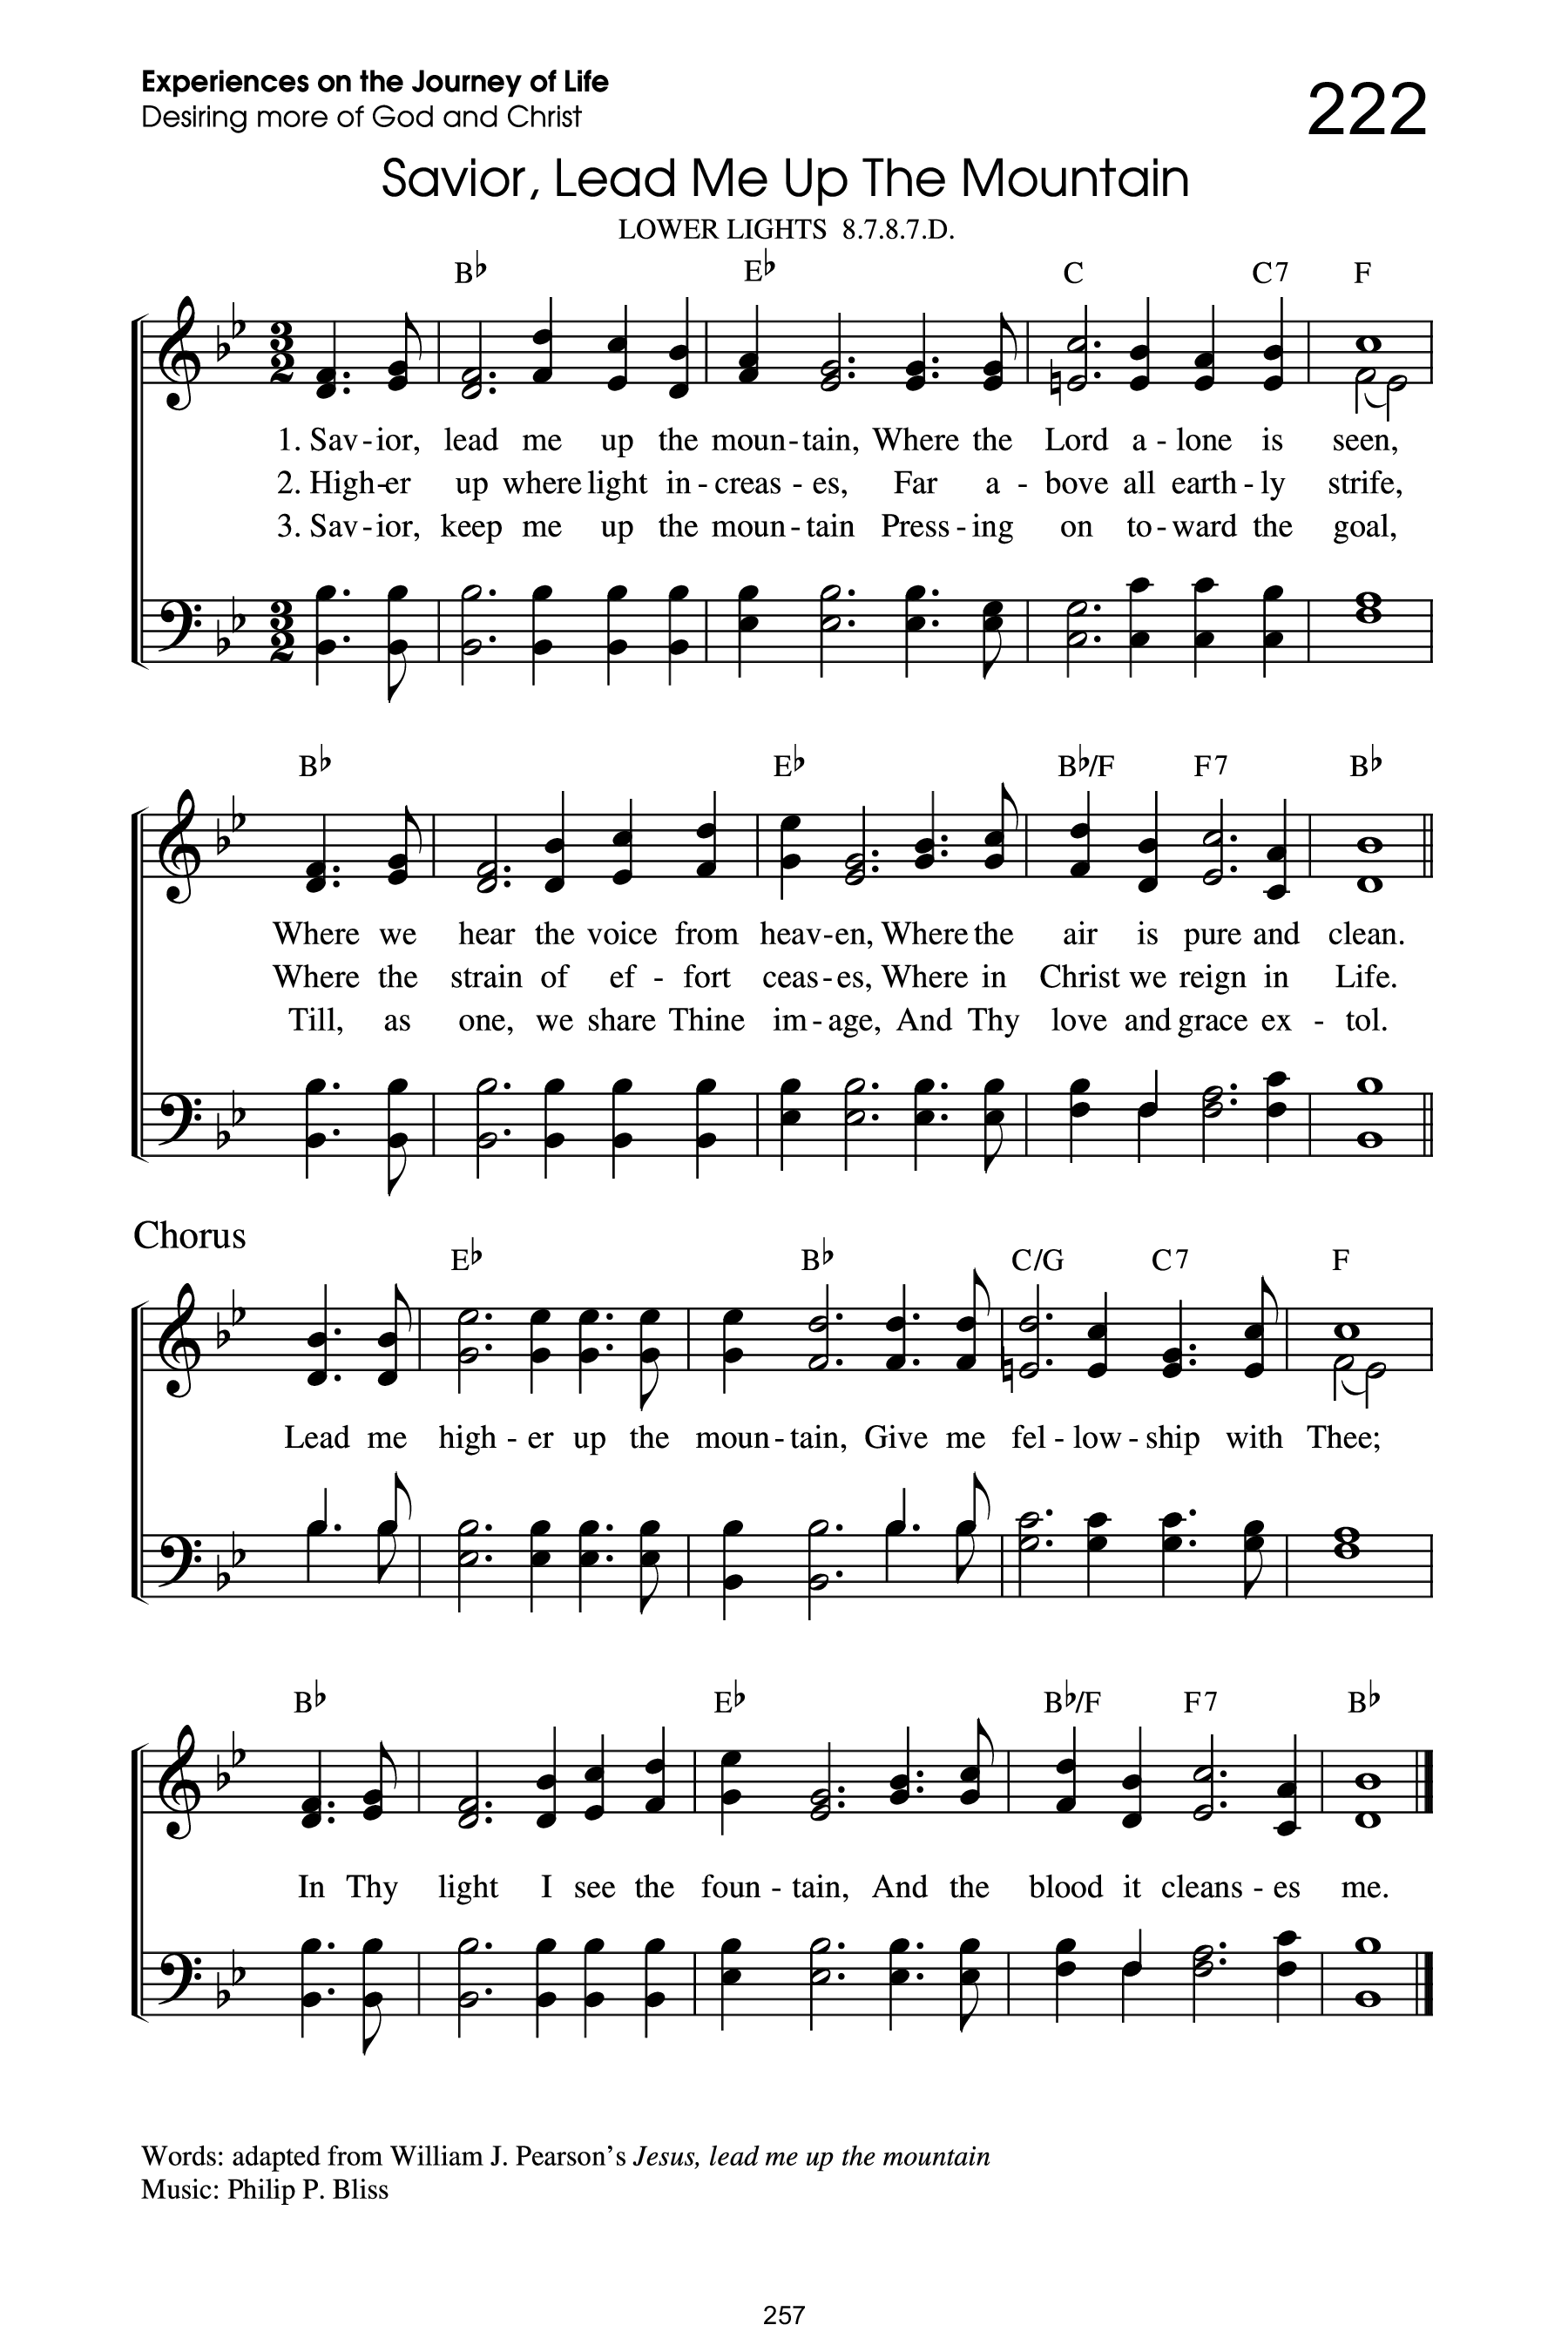 Experiences on the Journey of Life
Desiring more of God and Christ
222
Savior, Lead Me Up The Mountain
LOWER LIGHTS 8.7.8.7.D.
B♭ E♭ C C7 F
1. Sav - ior, lead me up the moun - tain, Where the Lord a - lone is seen,
2. High - er up where light in - creas - es, Far a - bove all earth - ly strife,
3. Sav - ior, keep me up the moun - tain Press - ing on to - ward the goal,
B♭ E♭ B♭/F F7 B♭
Where we hear the voice from heav - en, Where the air is pure and clean.
Where the strain of ef - fort ceas - es, Where in Christ we reign in Life.
Till, as one, we share Thine im - age, And Thy love and grace ex - tol.
Chorus
E♭ B♭ C/G C7 F
Lead me high - er up the moun - tain, Give me fel - low - ship with Thee;
B♭ E♭ B♭/F F7 B♭
In Thy light I see the foun - tain, And the blood it cleans - es me.
Words: adapted from William J. Pearson’s Jesus, lead me up the mountain
Music: Philip P. Bliss
257